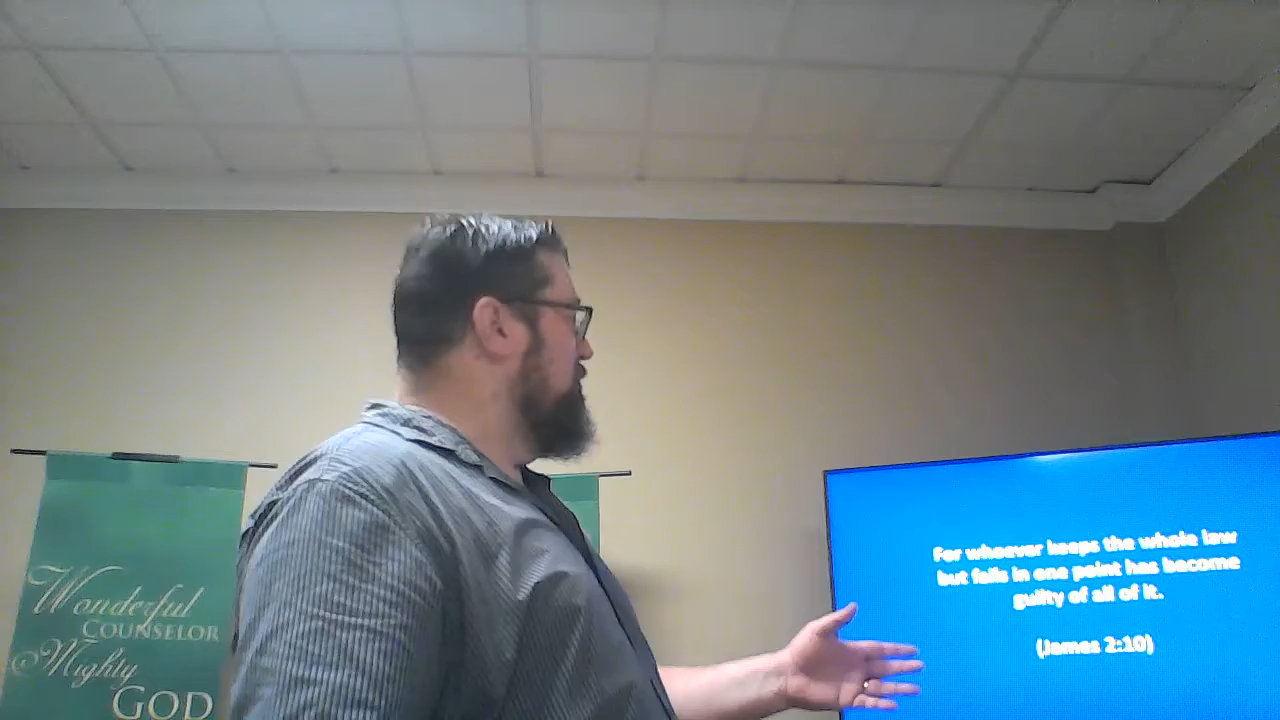 Wonderful
COUNSELOR
Mighty
GOD
For whoever keeps the whole law
but fails in one point has become
guilty of all of it.
(James 2:10)